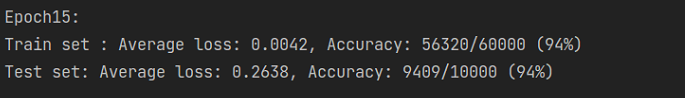 Epoch15:
Train set : Average loss: 0.0042, Accuracy: 56320/60000 (94%)
Test set: Average loss: 0.2638, Accuracy: 9409/10000 (94%)